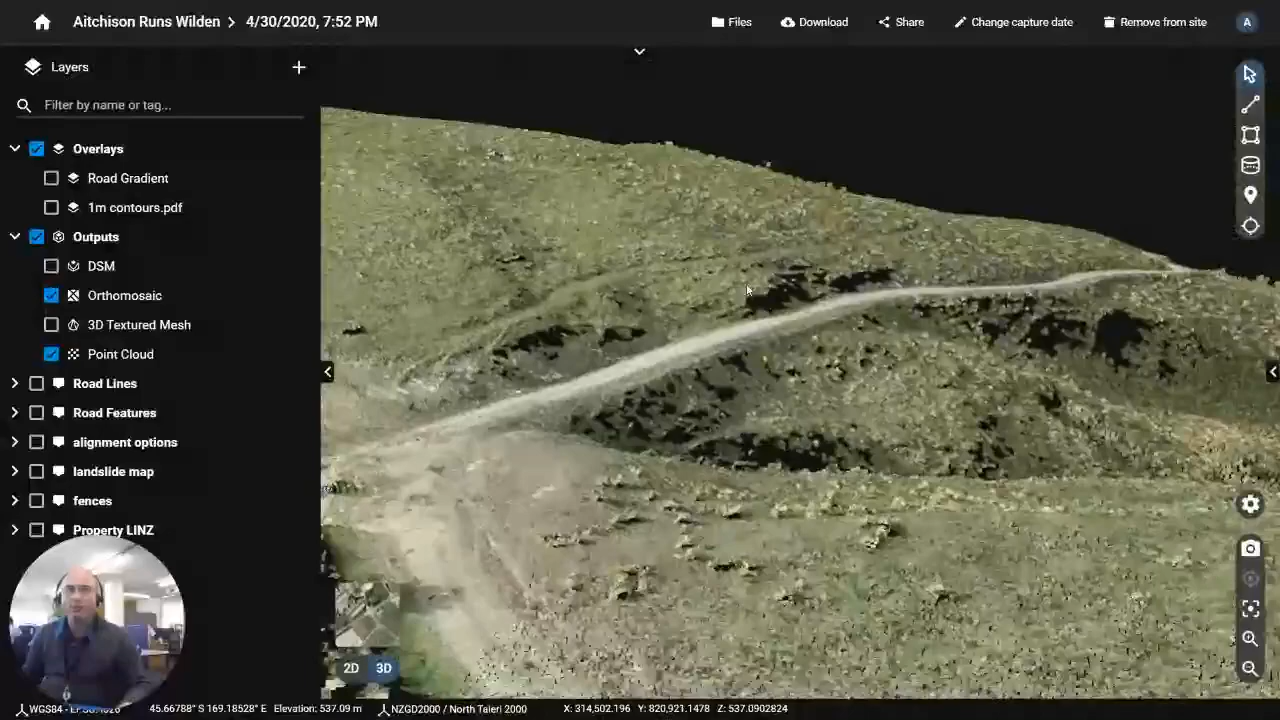 Aitchison Runs Wilden > 4/30/2020, 7:52 PM
Files
Download
Share
Change capture date
Remove from site
A
Layers
Filter by name or tag...
Overlays
Road Gradient
1m contours.pdf
Outputs
DSM
Orthomosaic
3D Textured Mesh
Point Cloud
Road Lines
Road Features
alignment options
landslide map
fences
Property LINZ
2D
3D
WGS84 - 45.66788° S 169.18528° E Elevation: 537.09 m NZGD2000 / North Taieri 2000 X: 314,502.196 Y: 820,921.1478 Z: 537.0902824